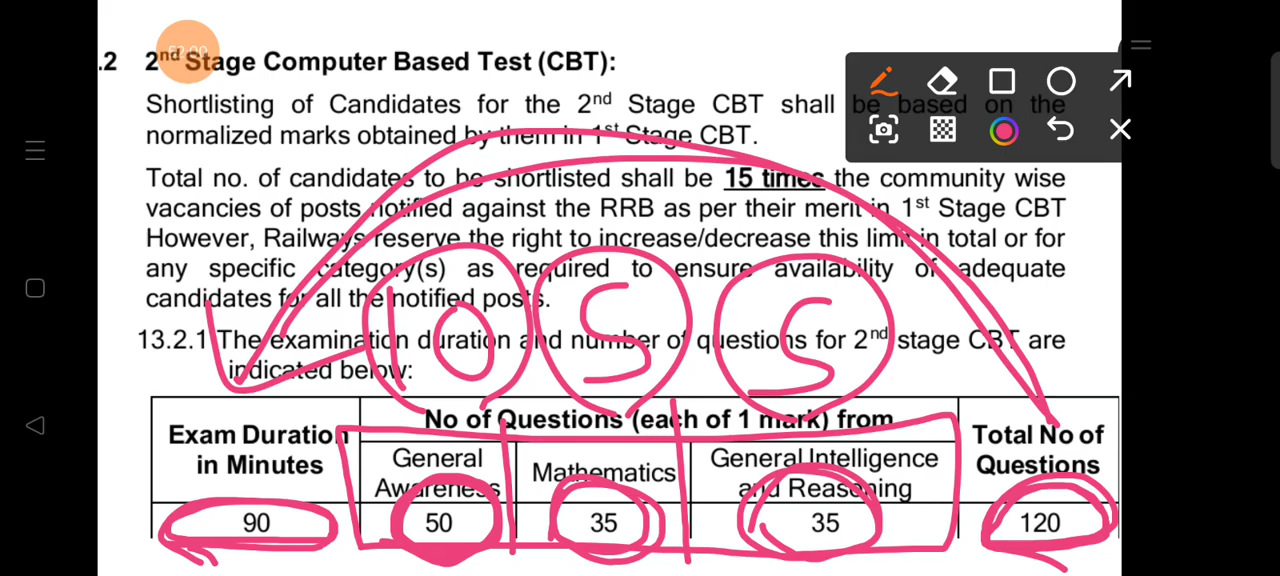 52:00
.2 2nd Stage Computer Based Test (CBT):
Shortlisting of Candidates for the 2nd Stage CBT shall be based on the
normalized marks obtained by them in 1st Stage CBT.
Total no. of candidates to be shortlisted shall be 15 times the community wise
vacancies of posts notified against the RRB as per their merit in 1st Stage CBT
However, Railways reserve the right to increase/decrease this limit in total or for
any specific category(s) as required to ensure availability of adequate
candidates for all the notified posts.
10 5 5
13.2.1 The examination duration and number of questions for 2nd stage CBT are
indicated below:
No of Questions (each of 1 mark) from
Exam Duration in Minutes
General Awareness
Mathematics
General Intelligence and Reasoning
Total No of Questions
90 50 35 35 120